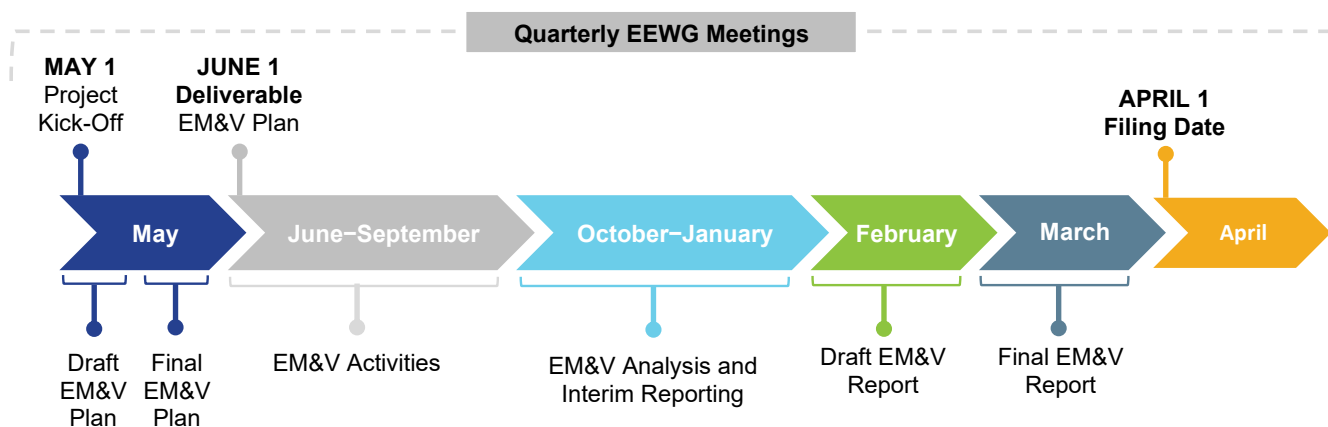 Quarterly EEWG Meetings
MAY 1
Project
Kick-Off
JUNE 1
Deliverable
EM&V Plan
APRIL 1
Filing Date
May
June–September
October–January
February
March
April
Draft
EM&V
Plan
Final
EM&V
Plan
EM&V Activities
EM&V Analysis and
Interim Reporting
Draft EM&V
Report
Final EM&V
Report